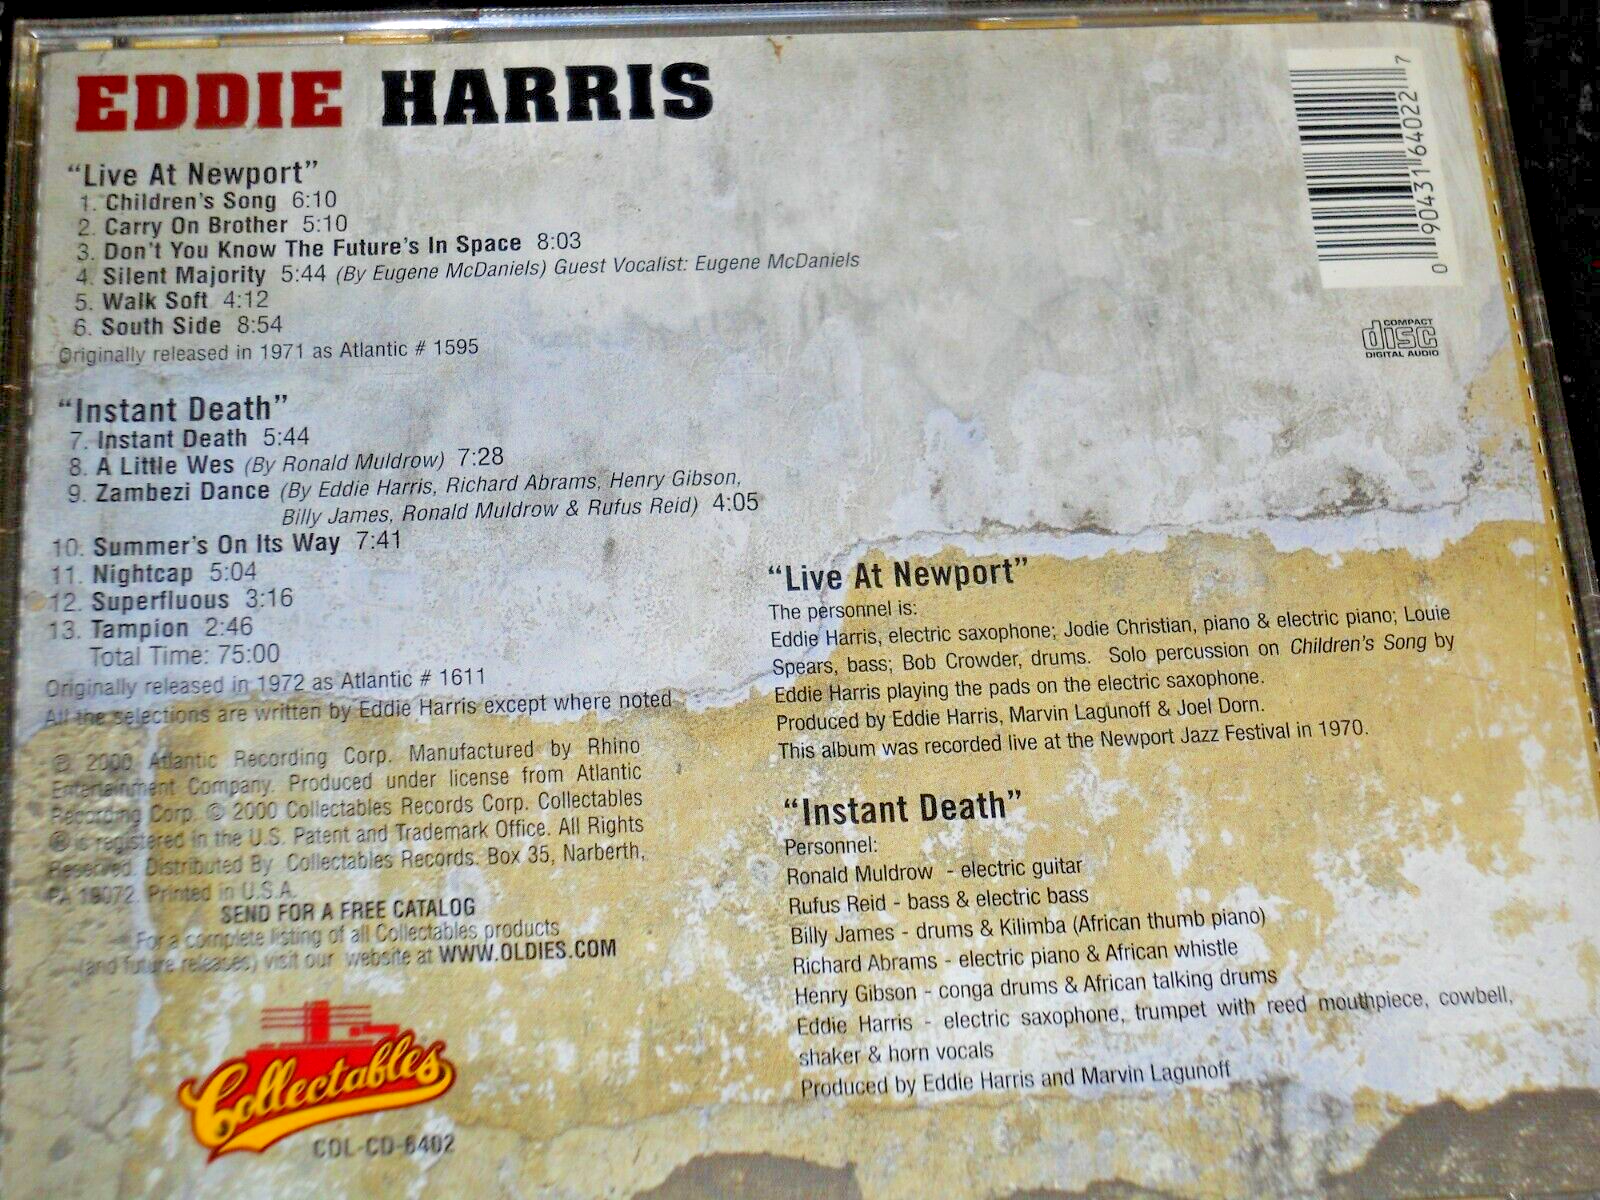 EDDIE HARRIS
"Live At Newport"
1. Children's Song 6:10
2. Carry On Brother 5:10
3. Don't You Know The Future's In Space 8:03
4. Silent Majority 5:44 (By Eugene McDaniels) Guest Vocalist: Eugene McDaniels
5. Walk Soft 4:12
6. South Side 8:54
Originally released in 1971 as Atlantic # 1595
"Instant Death"
7. Instant Death 5:44
8. A Little Wes (By Ronald Muldrow) 7:28
9. Zambezi Dance (By Eddie Harris, Richard Abrams, Henry Gibson,
Billy James, Ronald Muldrow & Rufus Reid) 4:05
10. Summer's On Its Way 7:41
11. Nightcap 5:04
12. Superfluous 3:16
13. Tampion 2:46
Total Time: 75:00
Originally released in 1972 as Atlantic # 1611
All the selections are written by Eddie Harris except where noted
℗ 2000 Atlantic Recording Corp. Manufactured by Rhino
Entertainment Company. Produced under license from Atlantic
Recording Corp. © 2000 Collectables Records Corp. Collectables
® is registered in the U.S. Patent and Trademark Office. All Rights
Reserved. Distributed By Collectables Records. Box 35, Narberth,
PA 19072. Printed in U.S.A.
SEND FOR A FREE CATALOG
For a complete listing of all Collectables products
(and future releases) visit our website at WWW.OLDIES.COM
Collectables
COL-CD-6402
0 90431 64022 7
COMPACT
disc
DIGITAL AUDIO
"Live At Newport"
The personnel is:
Eddie Harris, electric saxophone; Jodie Christian, piano & electric piano; Louie
Spears, bass; Bob Crowder, drums. Solo percussion on Children's Song by
Eddie Harris playing the pads on the electric saxophone.
Produced by Eddie Harris, Marvin Lagunoff & Joel Dorn.
This album was recorded live at the Newport Jazz Festival in 1970.
"Instant Death"
Personnel:
Ronald Muldrow - electric guitar
Rufus Reid - bass & electric bass
Billy James - drums & Kilimba (African thumb piano)
Richard Abrams - electric piano & African whistle
Henry Gibson - conga drums & African talking drums
Eddie Harris - electric saxophone, trumpet with reed mouthpiece, cowbell,
shaker & horn vocals
Produced by Eddie Harris and Marvin Lagunoff